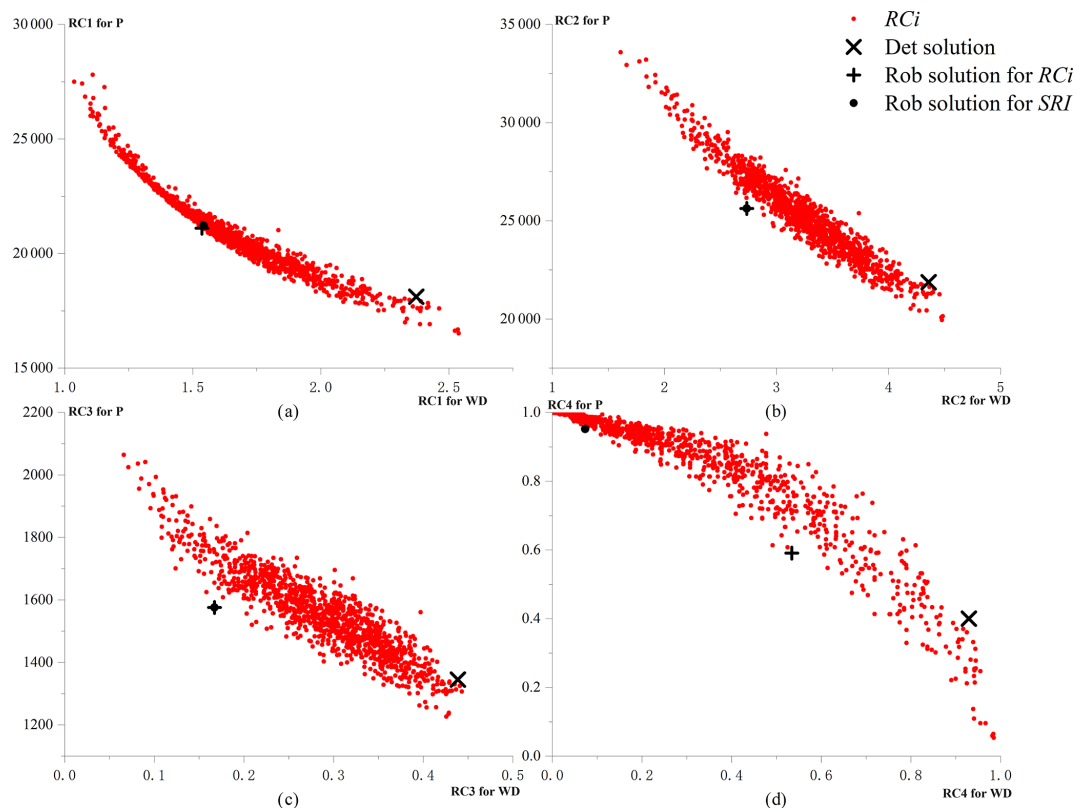 RC1 for P
30 000
25 000
20 000
15 000
1.0
1.5
2.0
2.5
RC1 for WD
(a)
RC2 for P
35 000
30 000
25 000
20 000
1
2
3
4
5
RC2 for WD
(b)
RCi
Det solution
Rob solution for RCi
Rob solution for SRI
RC3 for P
2200
2000
1800
1600
1400
1100
0.0
0.1
0.2
0.3
0.4
0.5
RC3 for WD
(c)
RC4 for P
1.0
0.8
0.6
0.4
0.2
0.0
0.0
0.2
0.4
0.6
0.8
1.0
RC4 for WD
(d)